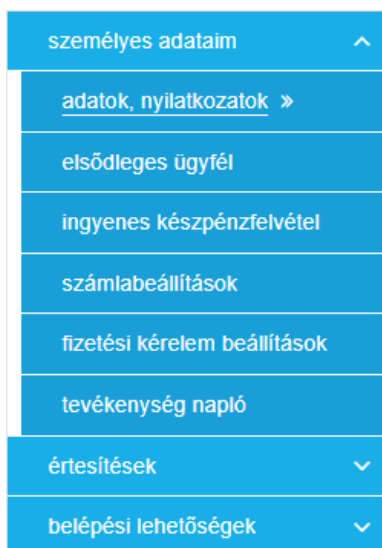 személyes adataim
adatok, nyilatkozatok »
elsődleges ügyfél
ingyenes készpénzfelvétel
számlabeállítások
fizetési kérelem beállítások
tevékenység napló
értesítések
belépési lehetőségek